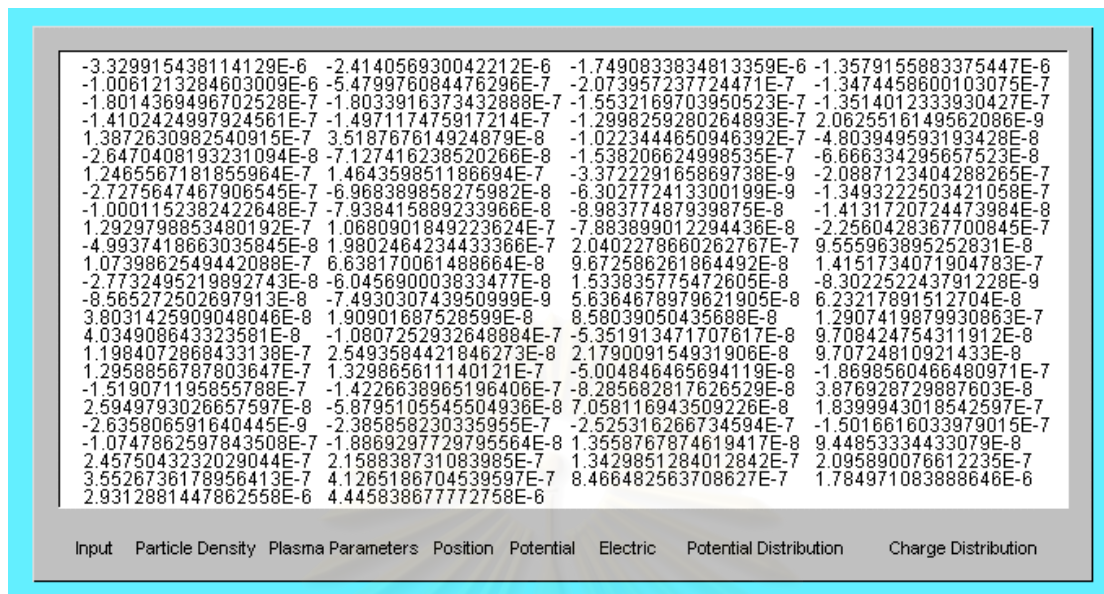 -3.329915438114129E-6 -2.414056930042212E-6 -1.7490833834813359E-6 -1.3579155883375447E-6
-1.0061213284603009E-6 -5.479976084476296E-7 -2.073957237724471E-7 -1.3474458600103075E-7
-1.8014369496702528E-7 -1.8033916373432888E-7 -1.5532169703950523E-7 -1.3514012333930427E-7
-1.4102424997924561E-7 -1.497117475917214E-7 -1.2998259280264893E-7 2.0625516149562086E-9
1.3872630982540915E-7 3.518767614924879E-8 -1.0223444650946392E-7 -4.803949593193428E-8
-2.6470408193231094E-8 -7.127416238520266E-8 -1.538206624998535E-7 -6.666334295657523E-8
1.2465567181855964E-7 1.464359851186694E-7 -3.3722291658​69738E-9 -2.0887123404288265E-7
-2.7275647467906545E-7 -6.968389858275982E-8 -6.302772413300199E-9 -1.3493222503421058E-7
-1.0001152382422648E-7 -7.938415889233966E-8 -8.98377487939875E-8 -1.4131720724473984E-8
1.2929798853480192E-7 1.0680901849223624E-7 -7.883899012294436E-8 -2.2560428367700845E-7
-4.9937418663035845E-8 1.9802464234433366E-7 2.0402278660262767E-7 9.555963895252831E-8
1.0739862549442088E-7 6.638170061488664E-8 9.672586261864492E-8 1.4151734071904783E-7
-2.7732495219892743E-8 -6.045690003833477E-8 1.533835775472605E-8 -8.302252243791228E-9
-8.565272502697913E-8 -7.493030743950999E-9 5.6364678979621905E-8 6.23217891512704E-8
3.8031425909048046E-8 1.909016875285​99E-8 8.58039050435688E-8 1.2907419879930863E-7
4.034908643323581E-8 -1.0807252932648884E-7 -5.351913471707617E-8 9.708424754311912E-8
1.1984072868433138E-7 2.5493584421846273E-8 2.179009154931906E-8 9.707248109214​33E-8
1.2958856787803647E-7 1.329865611140121E-7 -5.004846465694119E-8 -1.8698560466480971E-7
-1.519071195855788E-7 -1.4226638965196406E-7 -8.285682817626529E-8 3.876928729887603E-8
2.5949793026657597E-8 -5.8795105545504936E-8 7.058116943509226E-8 1.8399943018542597E-7
-2.635806591640445E-9 -2.385858230335955E-7 -2.525316266734594E-7 -1.5016616033979015E-7
-1.0747862597843508E-7 -1.8869297729795564E-8 1.3558767874619417E-8 9.44853334433079E-8
2.4575043232029044E-7 2.158838731083985E-7 1.3429851284012842E-7 2.095890076612235E-7
3.5526736178956413E-7 4.1265186704539597E-7 8.466482563708627E-7 1.784971083888646E-6
2.9312881447862558E-6 4.445838677772758E-6
Input Particle Density Plasma Parameters Position Potential Electric Potential Distribution Charge Distribution